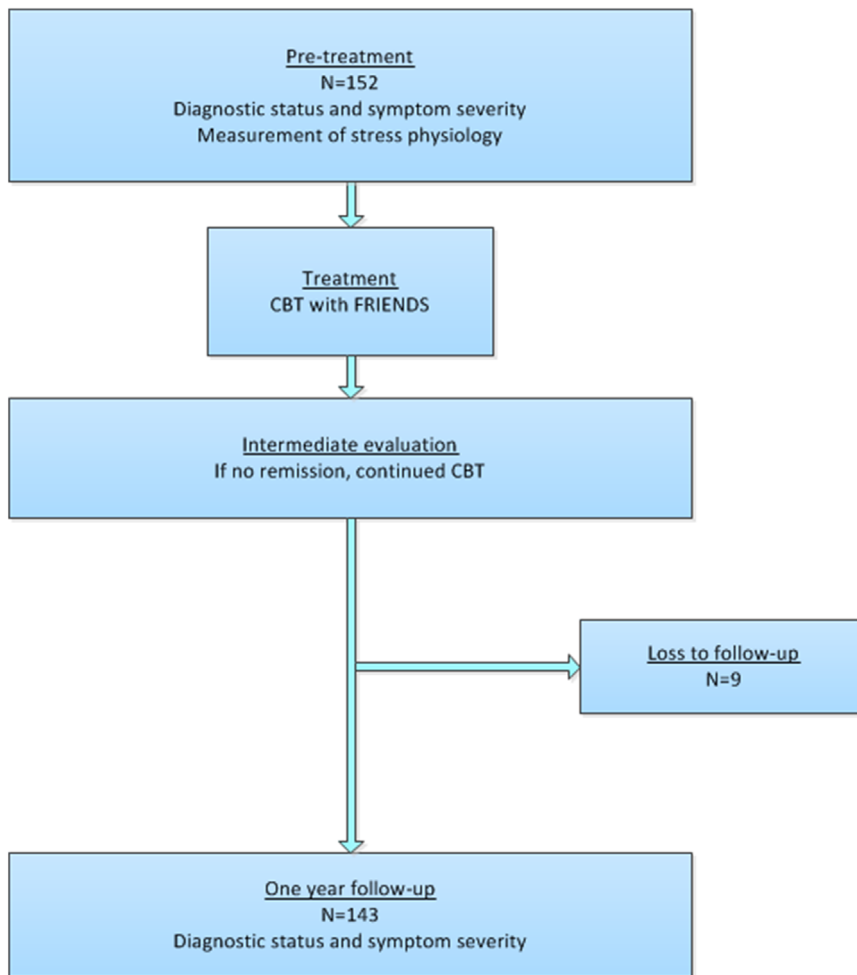 Pre-treatment
N=152
Diagnostic status and symptom severity
Measurement of stress physiology
Treatment
CBT with FRIENDS
Intermediate evaluation
If no remission, continued CBT
Loss to follow-up
N=9
One year follow-up
N=143
Diagnostic status and symptom severity